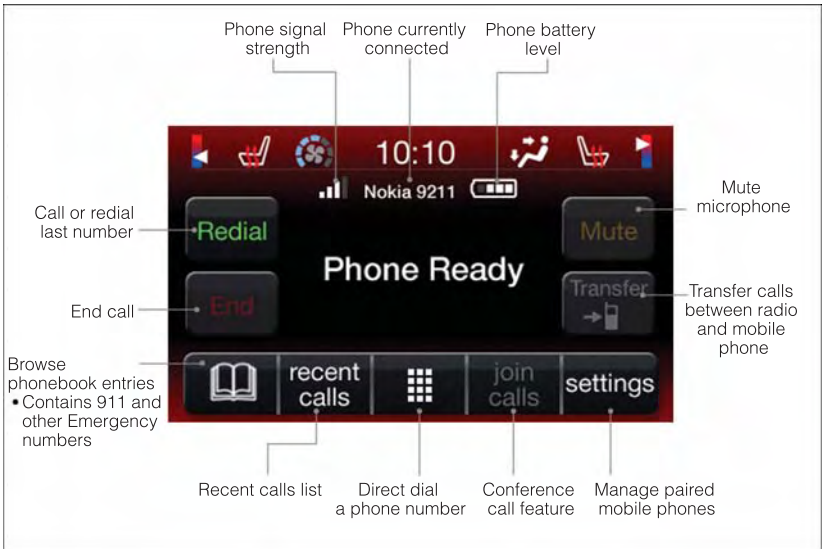 Phone signal
strength
Phone currently
connected
Phone battery
level
10:10
Nokia 9211
Call or redial
last number
Redial
Mute
Mute
microphone
Phone Ready
End call
End
Transfer
Transfer calls
between radio
and mobile
phone
Browse
phonebook entries
• Contains 911 and
other Emergency
numbers
recent
calls
join
calls
settings
Recent calls list
Direct dial
a phone number
Conference
call feature
Manage paired
mobile phones